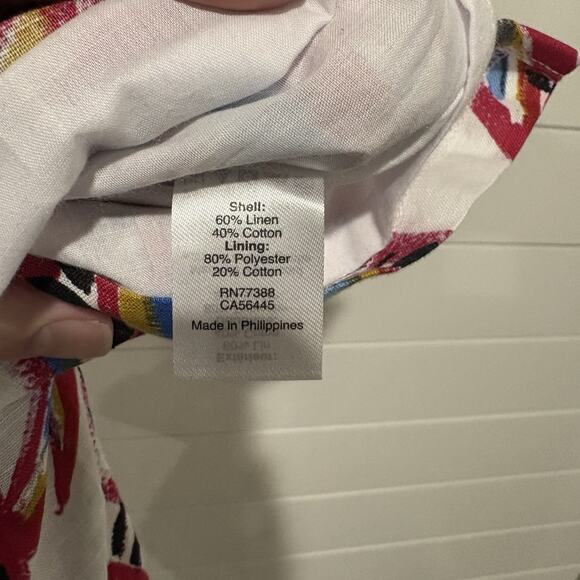 Shell:
60% Linen
40% Cotton
Lining:
80% Polyester
20% Cotton
RN77388
CA56445
Made in Philippines